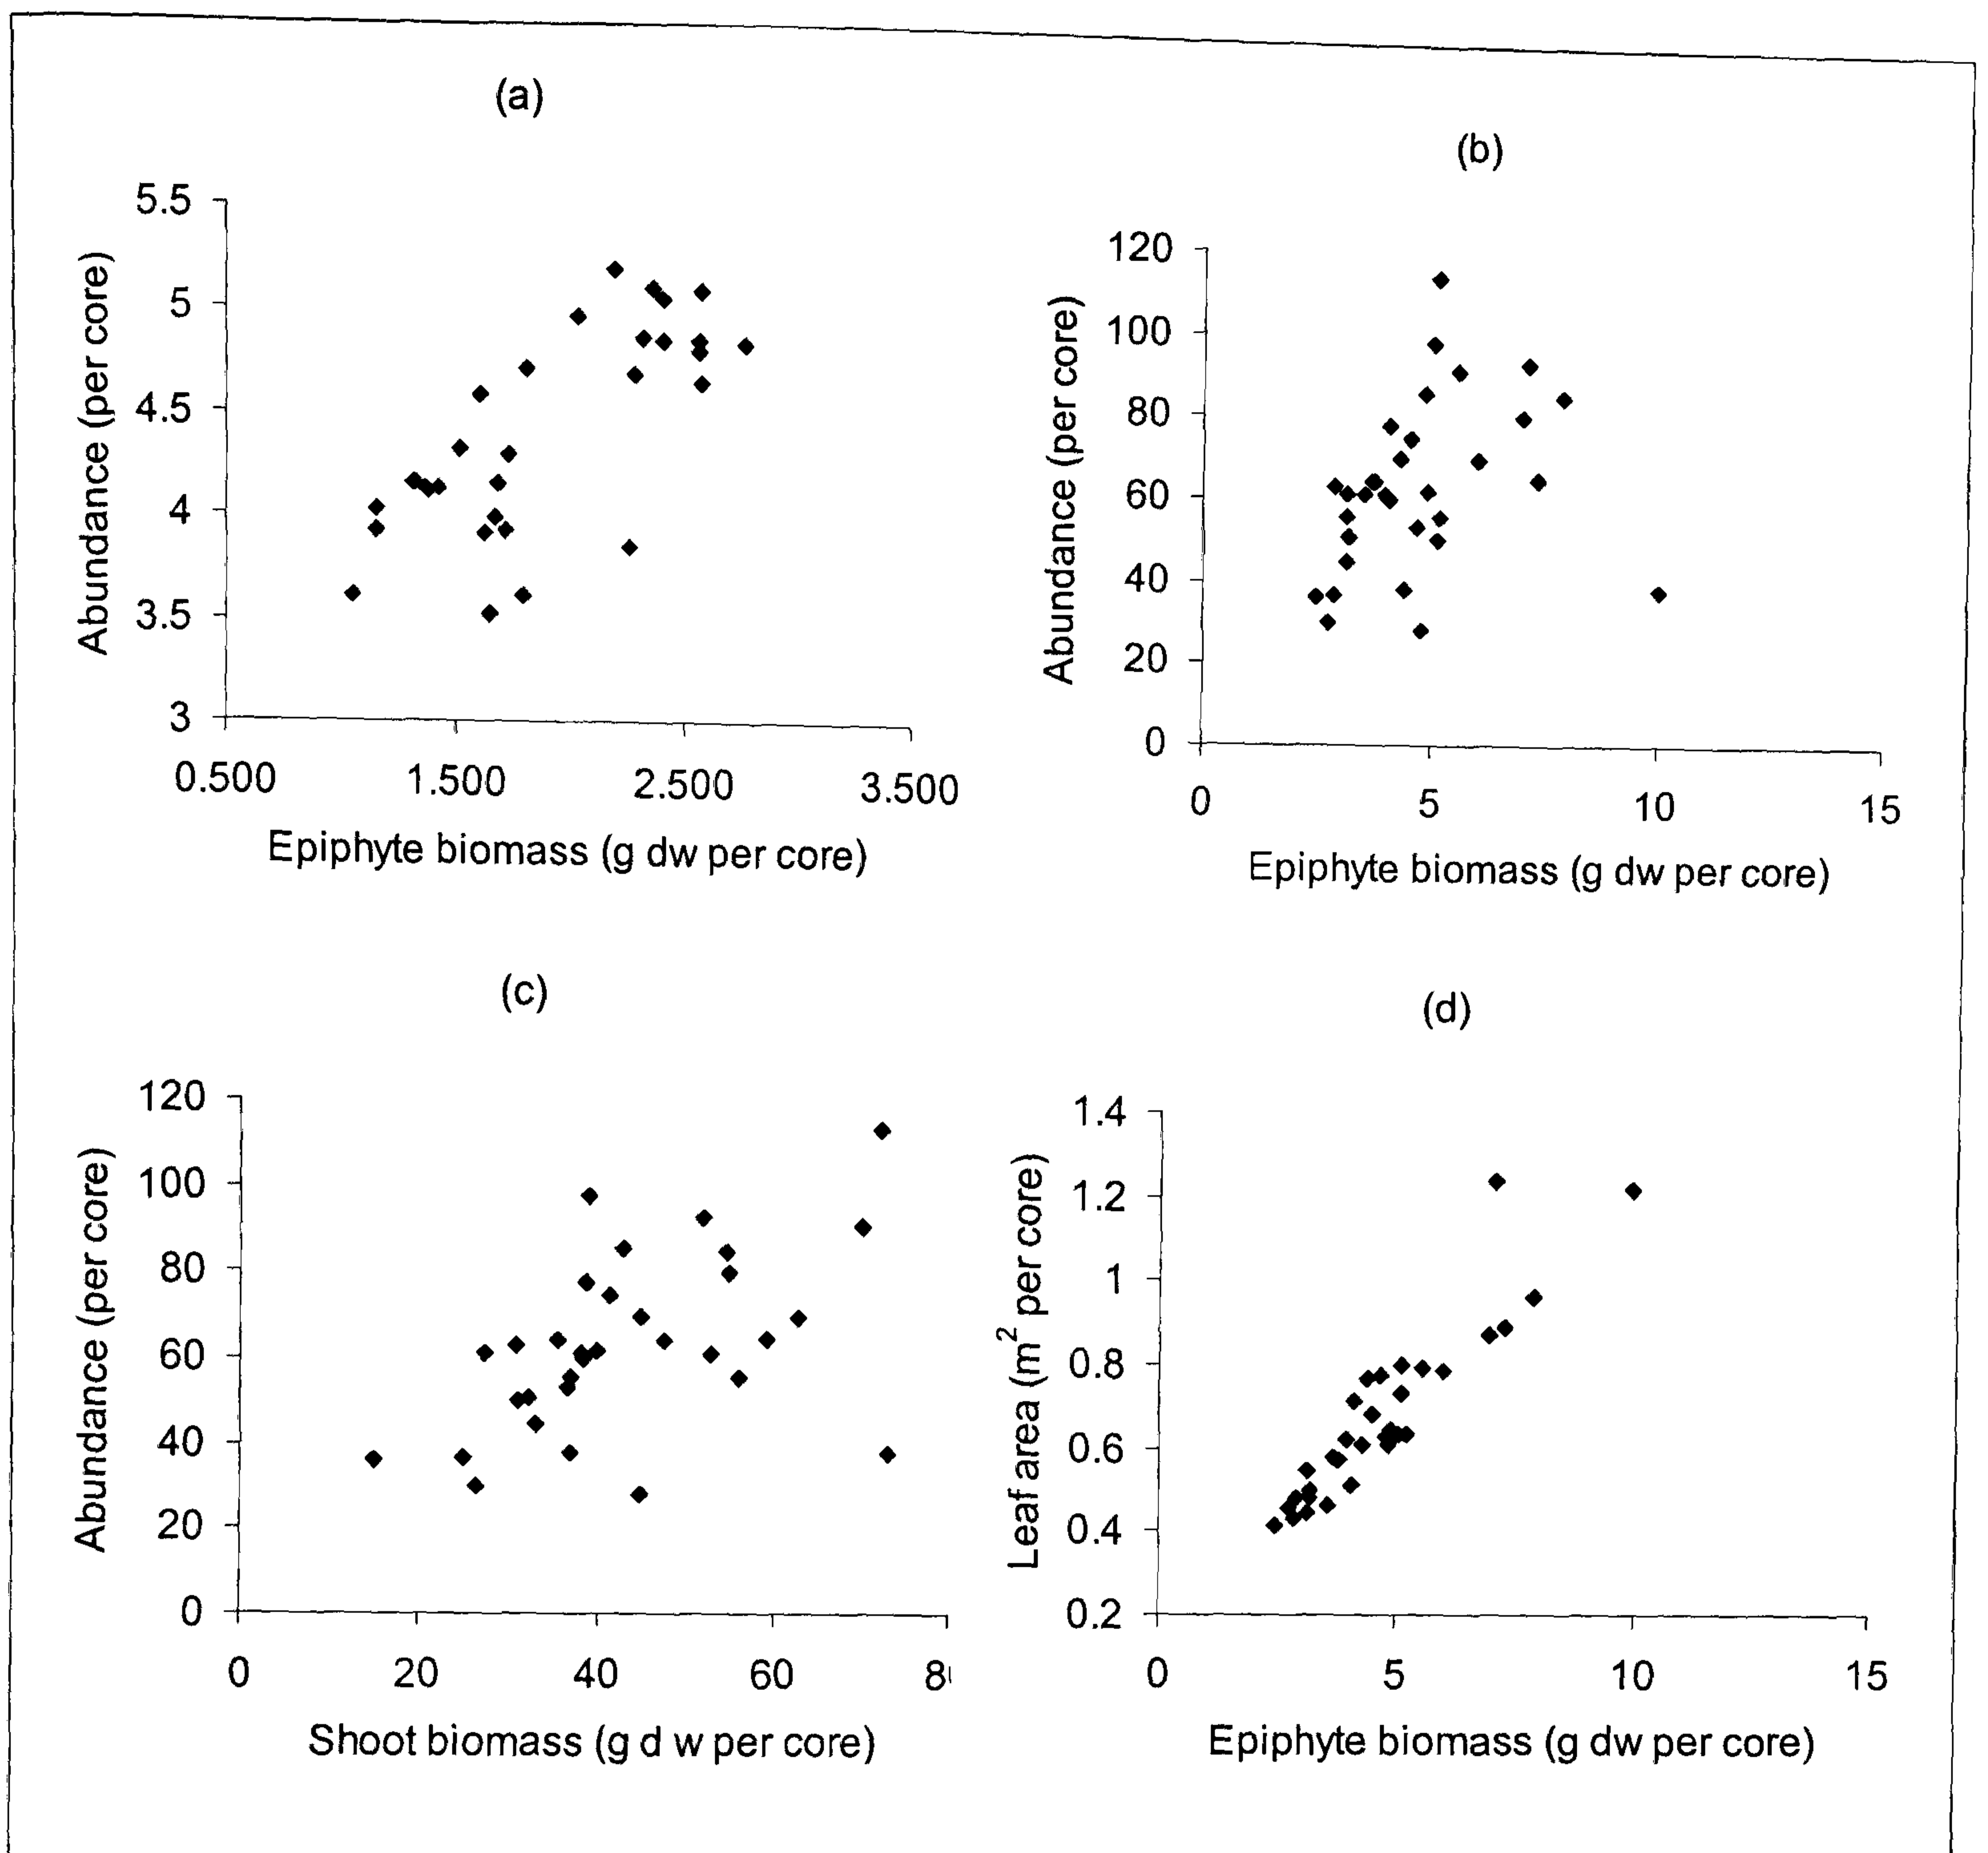 (a)
5.5
5
4.5
4
3.5
3
Abundance (per core)
0.500 1.500 2.500 3.500
Epiphyte biomass (g dw per core)
(b)
120
100
80
60
40
20
0
Abundance (per core)
0 5 10 15
Epiphyte biomass (g dw per core)
(c)
120
100
80
60
40
20
0
Abundance (per core)
0 20 40 60 8
Shoot biomass (g d w per core)
(d)
1.4
1.2
1
0.8
0.6
0.4
0.2
Leaf area (m² per core)
0 5 10 15
Epiphyte biomass (g dw per core)